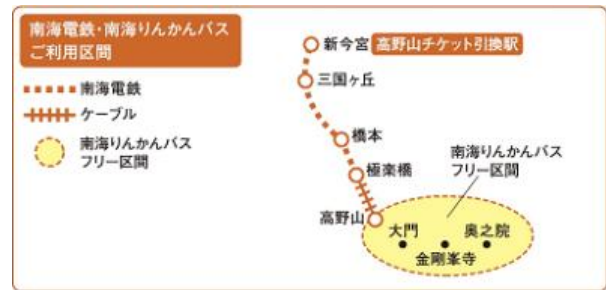 南海電鉄・南海りんかんバス
ご利用区間
南海電鉄
ケーブル
南海りんかんバス
フリー区間
新今宮 高野山チケット引換駅
三国ヶ丘
橋本
極楽橋
高野山
南海りんかんバス
フリー区間
大門
奥之院
金剛峯寺